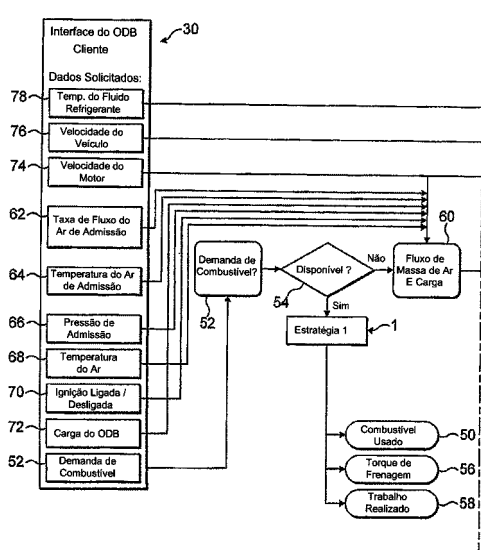 Interface do ODB
Cliente
30
Dados Solicitados:
78
Temp. do Fluido
Refrigerante
76
Velocidade do
Veículo
74
Velocidade do
Motor
62
Taxa de Fluxo do
Ar de Admissão
64
Temperatura do Ar
de Admissão
66
Pressão de
Admissão
68
Temperatura
do Ar
70
Ignição Ligada /
Desligada
72
Carga do ODB
52
Demanda de
Combustível
Demanda de
Combustível?
52
Disponível ?
54
Não
Sim
60
Fluxo de
Massa de Ar
E Carga
Estratégia 1
1
Combustível
Usado
50
Torque de
Frenagem
56
Trabalho
Realizado
58